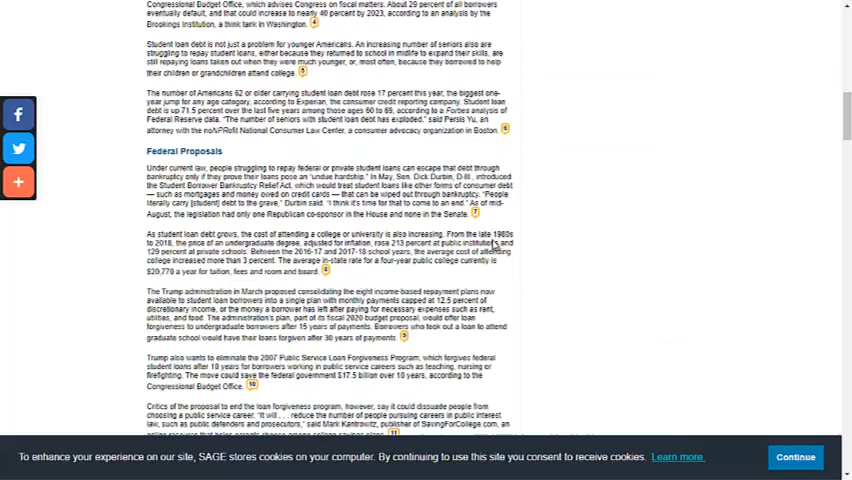 Congressional Budget Office, which advises Congress on fiscal matters. About 29 percent of all borrowers
eventually default, and that could increase to nearly 40 percent by 2023, according to an analysis by the
Brookings Institution, a think tank in Washington. 4
Student loan debt is not just a problem for younger Americans. An increasing number of seniors also are
struggling to repay student loans, either because they returned to school in midlife to expand their skills, are
still repaying loans taken out when they were much younger, or, most often, because they borrowed to help
their children or grandchildren attend college. 5
The number of Americans 62 or older carrying student loan debt rose 17 percent this year, the biggest one-
year jump for any age category, according to Experian, the consumer credit reporting company. Student loan
debt is up 71.5 percent over the last five years among those ages 60 to 69, according to a Forbes analysis of
Federal Reserve data. "The number of seniors with student loan debt has exploded," said Persis Yu, an
attorney with the noNPRofit National Consumer Law Center, a consumer advocacy organization in Boston. 6
Federal Proposals
Under current law, people struggling to repay federal or private student loans can escape that debt through
bankruptcy only if they prove their loans pose an "undue hardship." In May, Sen. Dick Durbin, D-Ill., introduced
the Student Borrower Bankruptcy Relief Act, which would treat student loans like other forms of consumer debt
— such as mortgages and money owed on credit cards — that can be wiped out through bankruptcy. "People
literally carry [student] debt to the grave," Durbin said. "I think it's time for that to come to an end." As of mid-
August, the legislation had only one Republican co-sponsor in the House and none in the Senate. 7
As student loan debt grows, the cost of attending a college or university is also increasing. From the late 1980s
to 2018, the price of an undergraduate degree, adjusted for inflation, rose 213 percent at public institutions and
129 percent at private schools. Between the 2016-17 and 2017-18 school years, the average cost of attending
college increased more than 3 percent. The average in-state rate for a four-year public college currently is
$20,770 a year for tuition, fees and room and board. 8
The Trump administration in March proposed consolidating the eight income-based repayment plans now
available to student loan borrowers into a single plan with monthly payments capped at 12.5 percent of
discretionary income, or the money a borrower has left after paying for necessary expenses such as rent,
utilities, and food. The administration's plan, part of its fiscal 2020 budget proposal, would offer loan
forgiveness to undergraduate borrowers after 15 years of payments. Borrowers who took out a loan to attend
graduate school would have their loans forgiven after 30 years of payments. 9
Trump also wants to eliminate the 2007 Public Service Loan Forgiveness Program, which forgives federal
student loans after 10 years for borrowers working in public service careers such as teaching, nursing or
firefighting. The move could save the federal government $17.5 billion over 10 years, according to the
Congressional Budget Office. 10
Critics of the proposal to end the loan forgiveness program, however, say it could dissuade people from
choosing a public service career. "It will . . . reduce the number of people pursuing careers in public interest
law, such as public defenders and prosecutors," said Mark Kantrowitz, publisher of SavingForCollege.com, an
online resource that helps parents choose among college savings plans. 11
To enhance your experience on our site, SAGE stores cookies on your computer. By continuing to use this site you consent to receive cookies. Learn more.
Continue